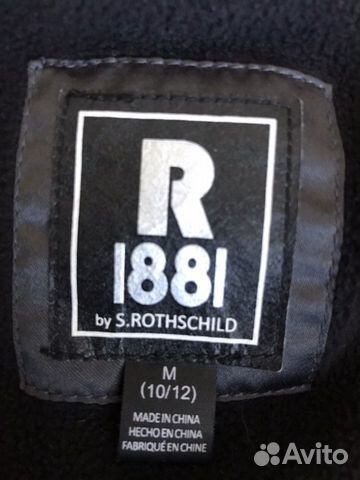 R
1881
by S.ROTHSCHILD
M
(10/12)
MADE IN CHINA
HECHO EN CHINA
FABRIQUÉ EN CHINE
Avito